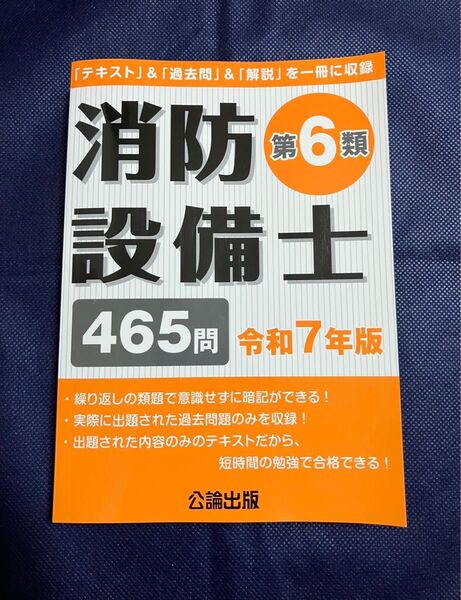 「テキスト」&「過去問」&「解説」を一冊に収録
消防
第6類
設備士
465問
令和7年版
・繰り返しの類題で意識せずに暗記ができる!
・実際に出題された過去問題のみを収録!
・出題された内容のみのテキストだから、
短時間の勉強で合格できる!
公論出版